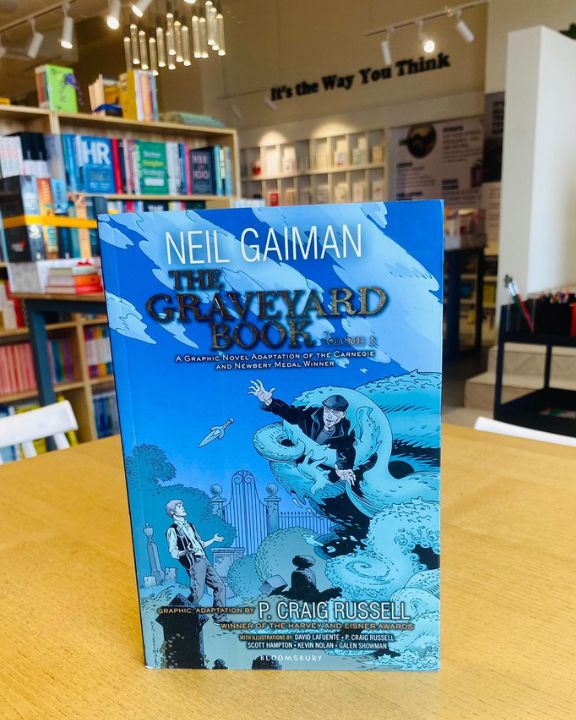 It's the Way You Think
HR
NEIL GAIMAN
THE
GRAVEYARD
BOOK VOLUME 2
A GRAPHIC NOVEL ADAPTATION OF THE CARNEGIE
AND NEWBERY MEDAL WINNER
GRAPHIC ADAPTATION BY P. CRAIG RUSSELL
WINNER OF THE HARVEY AND EISNER AWARDS
WITH ILLUSTRATIONS BY DAVID LAFUENTE • P. CRAIG RUSSELL
SCOTT HAMPTON • KEVIN NOLAN • GALEN SHOWMAN
BLOOMSBURY